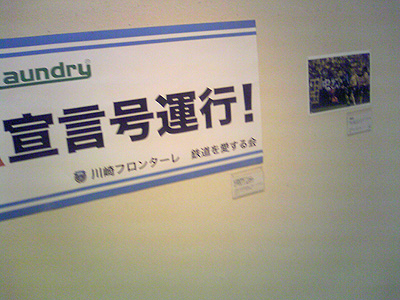 aundry
宣言号運行!
川崎フロンターレ 鉄道を愛する会